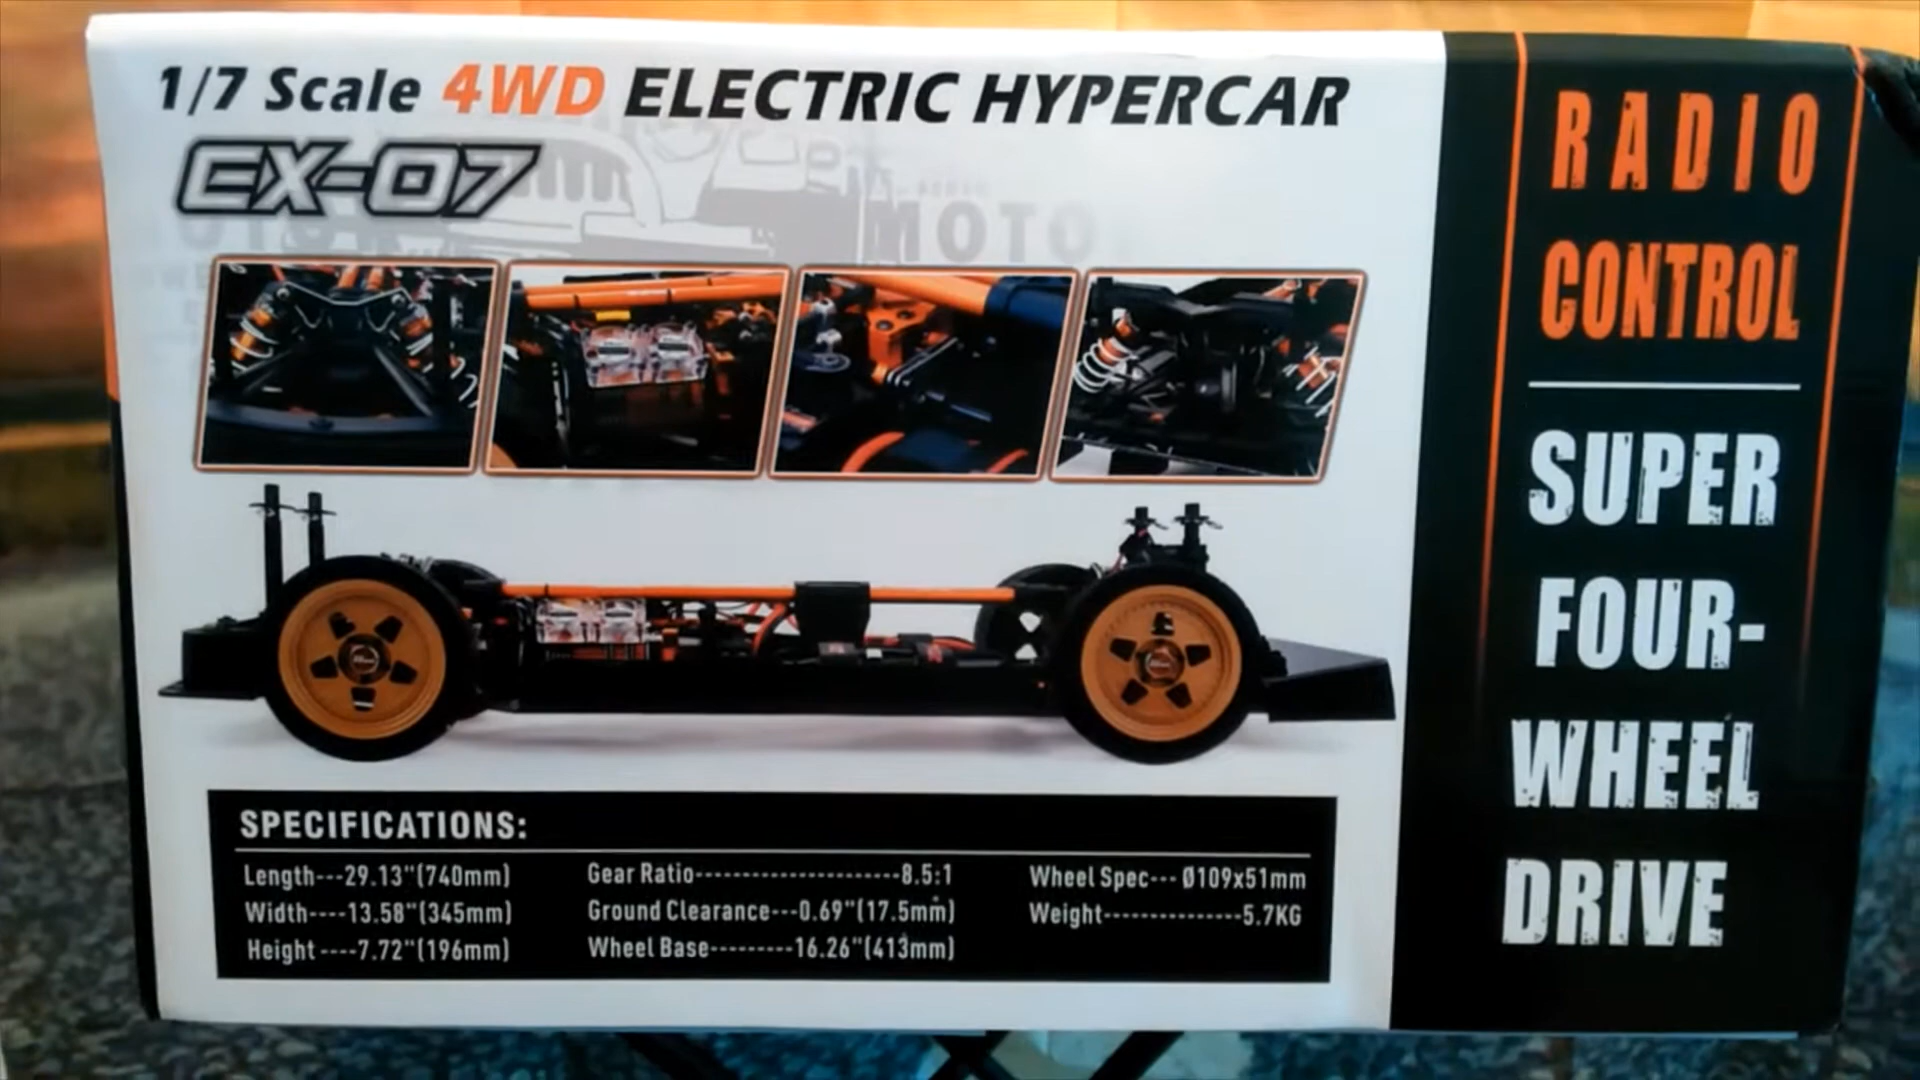 1/7 Scale 4WD ELECTRIC HYPERCAR
EX-07
MOTO
RADIO
CONTROL
SUPER
FOUR-
WHEEL
DRIVE
SPECIFICATIONS:
Length---29.13"(740mm)
Width----13.58"(345mm)
Height ----7.72"(196mm)
Gear Ratio----------------------8.5:1
Ground Clearance---0.69"(17.5mm)
Wheel Base---------16.26"(413mm)
Wheel Spec--- Ø109x51mm
Weight---------------5.7KG